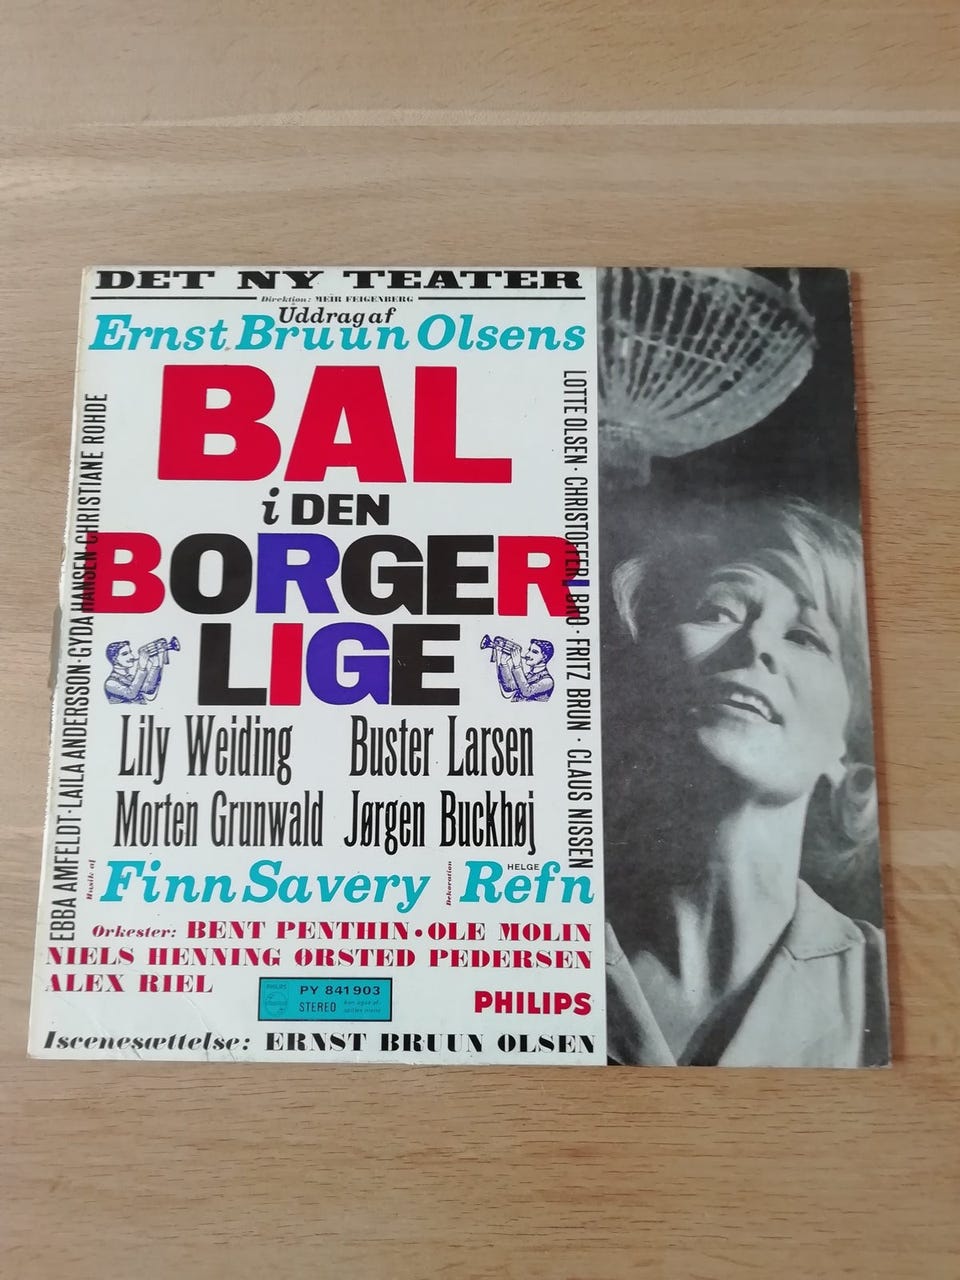 DET NY TEATER
Direktion: MEIR FEIGENBERG
Uddrag af
Ernst Bruun Olsens
BAL
i DEN
BORGER
LIGE
EBBA AMFELDT · LAILA ANDERSSON · GYDA HANSEN · CHRISTIANE ROHDE
LOTTE OLSEN · CHRISTOFFER BRO · FRITZ BRUN · CLAUS NISSEN
Lily Weiding Buster Larsen
Morten Grunwald Jørgen Buckhøj
Musik af Finn Savery Dekoration HELGE Refn
Orkester: BENT PENTHIN • OLE MOLIN
NIELS HENNING ØRSTED PEDERSEN
ALEX RIEL
PHILIPS
PY 841 903
STEREO
PHILIPS
Iscenesættelse: ERNST BRUUN OLSEN